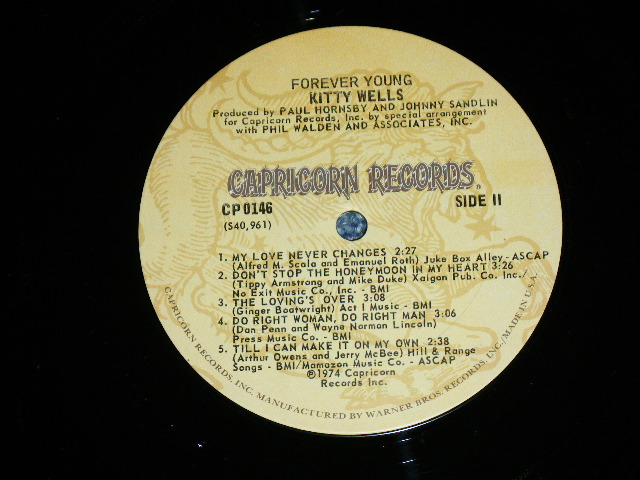 FOREVER YOUNG
KITTY WELLS
Produced by PAUL HORNSBY AND JOHNNY SANDLIN
for Capricorn Records, Inc. by special arrangement
with PHIL WALDEN AND ASSOCIATES, INC.
CAPRICORN RECORDS
CP 0146
SIDE II
(S40,961)
1. MY LOVE NEVER CHANGES 2:27
(Alfred M. Scala and Emanuel Roth) Juke Box Alley-ASCAP
2. DON'T STOP THE HONEYMOON IN MY HEART 3:26
(Tippy Armstrong and Mike Duke) Xaigon Pub. Co. Inc./
No Exit Music Co., Inc. - BMI
3. THE LOVING'S OVER 3:08
(Ginger Boatwright) Act I Music - BMI
4. DO RIGHT WOMAN, DO RIGHT MAN 3:06
(Dan Penn and Wayne Norman Lincoln)
Press Music Co. - BMI
5. TILL I CAN MAKE IT ON MY OWN 2:38
(Arthur Owens and Jerry McBee) Hill & Range
Songs - BMI/Mamazon Music Co. - ASCAP
℗1974 Capricorn
Records Inc.
CAPRICORN RECORDS, INC. MANUFACTURED BY WARNER BROS. RECORDS, INC./MADE IN U.S.A.